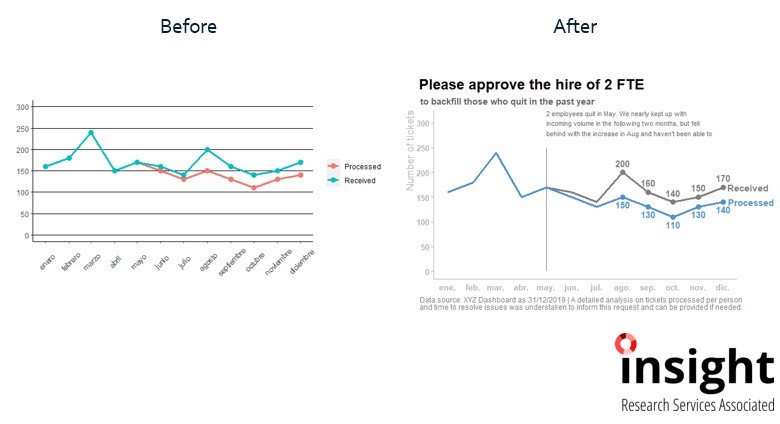 Before
After
300
250
200
150
100
50
0
enero
febrero
marzo
abril
mayo
junio
julio
agosto
septiembre
octubre
noviembre
diciembre
Processed
Received
Please approve the hire of 2 FTE
to backfill those who quit in the past year
2 employees quit in May. We nearly kept up with
incoming volume in the following two months, but fell
behind with the increase in Aug and haven't been able to
Number of tickets
300
250
200
150
100
50
0
200
160
140
150
170
Received
150
130
110
130
140
Processed
ene.
feb.
mar.
abr.
may.
jun.
jul.
ago.
sep.
oct.
nov.
dic.
Data source: XYZ Dashboard as 31/12/2019 | A detailed analysis on tickets processed per person
and time to resolve issues was undertaken to inform this request and can be provided if needed.
insight
Research Services Associated